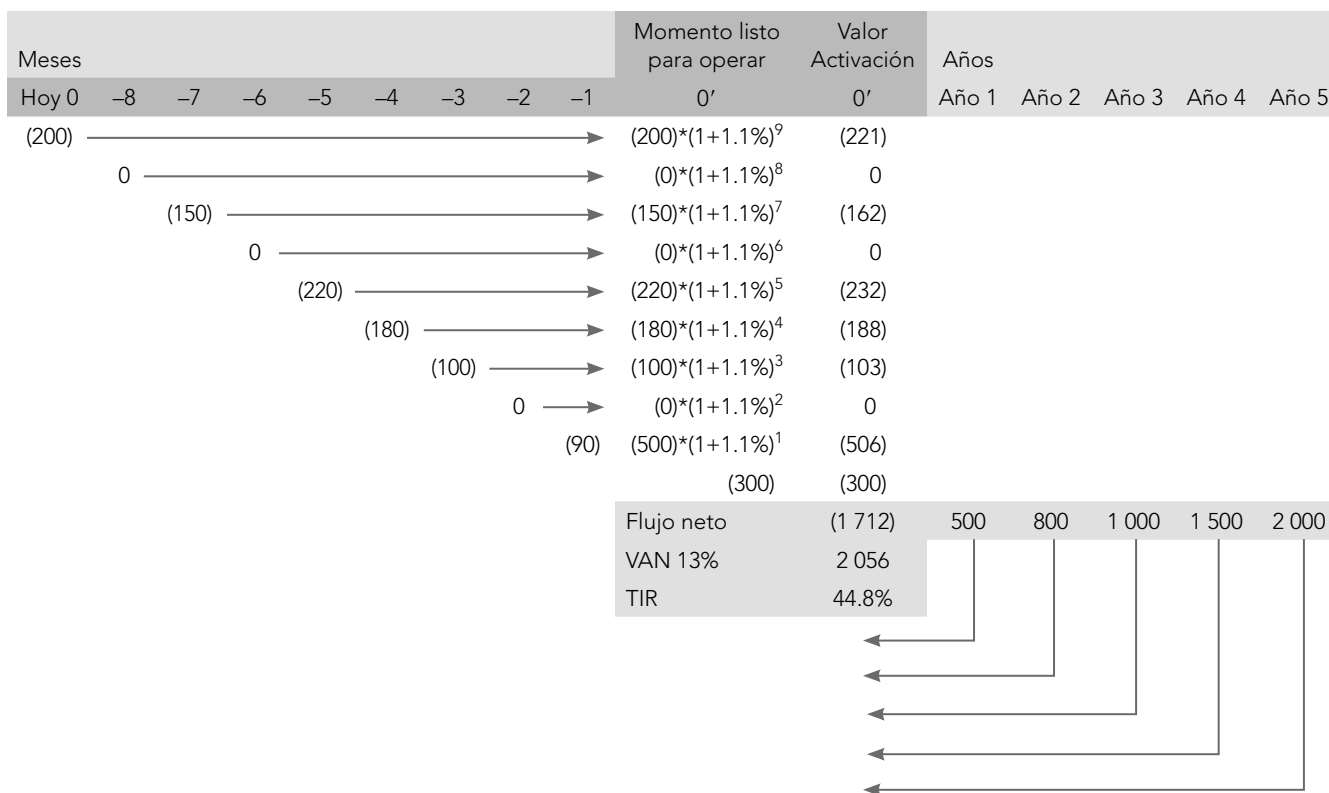 Meses Momento listo para operar Valor Activación Años
Hoy 0 –8 –7 –6 –5 –4 –3 –2 –1 0′ 0′ Año 1 Año 2 Año 3 Año 4 Año 5
(200) (200)*(1+1.1%)⁹ (221)
0 (0)*(1+1.1%)⁸ 0
(150) (150)*(1+1.1%)⁷ (162)
0 (0)*(1+1.1%)⁶ 0
(220) (220)*(1+1.1%)⁵ (232)
(180) (180)*(1+1.1%)⁴ (188)
(100) (100)*(1+1.1%)³ (103)
0 (0)*(1+1.1%)² 0
(90) (500)*(1+1.1%)¹ (506)
(300) (300)
Flujo neto (1 712) 500 800 1 000 1 500 2 000
VAN 13% 2 056
TIR 44.8%